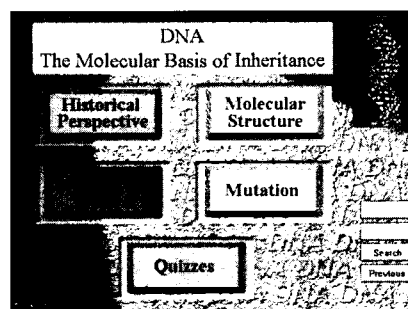 DNA
The Molecular Basis of Inheritance
Historical
Perspective
Molecular
Structure
Mutation
Quizzes
Search
Previous